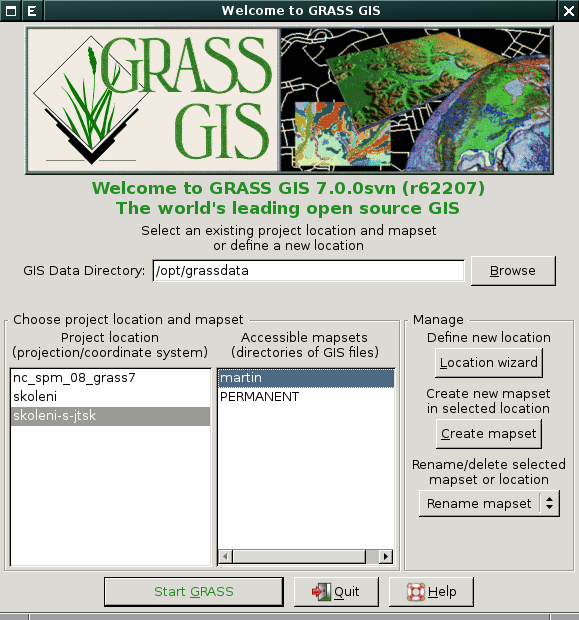 Welcome to GRASS GIS
GRASS
GIS
Welcome to GRASS GIS 7.0.0svn (r62207)
The world's leading open source GIS
Select an existing project location and mapset
or define a new location
GIS Data Directory: /opt/grassdata Browse
Choose project location and mapset
Project location
(projection/coordinate system)
nc_spm_08_grass7
skoleni
skoleni-s-jtsk
Accessible mapsets
(directories of GIS files)
martin
PERMANENT
Manage
Define new location
Location wizard
Create new mapset
in selected location
Create mapset
Rename/delete selected
mapset or location
Rename mapset
Start GRASS Quit Help